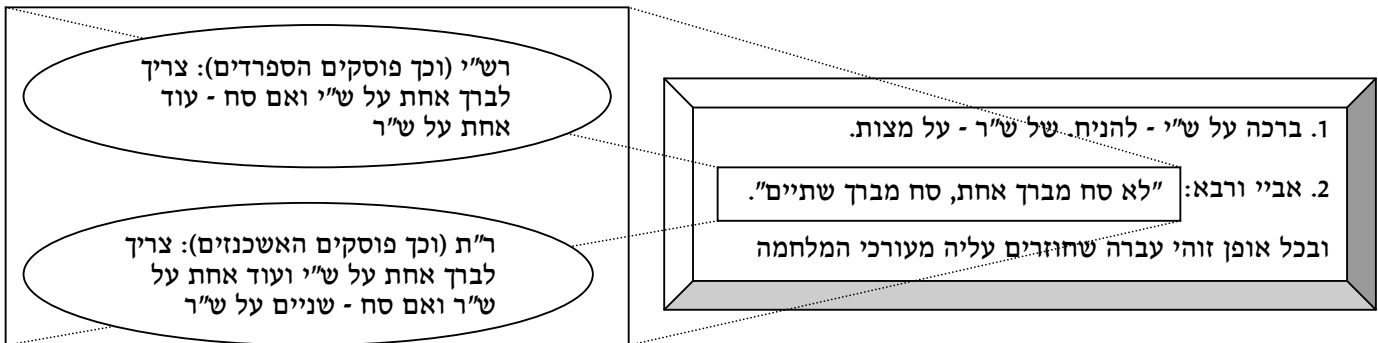 1. ברכה על ש"י - להניח. של ש"ר - על מצות.
2. אביי ורבא: "לא סח מברך אחת, סח מברך שתיים".
ובכל אופן זוהי עברה שחוזרים עליה מעורכי המלחמה
רש"י (וכך פוסקים הספרדים): צריך
לברך אחת על ש"י ואם סח - עוד
אחת על ש"ר
ר"ת (וכך פוסקים האשכנזים): צריך
לברך אחת על ש"י ועוד אחת על
ש"ר ואם סח - שניים על ש"ר